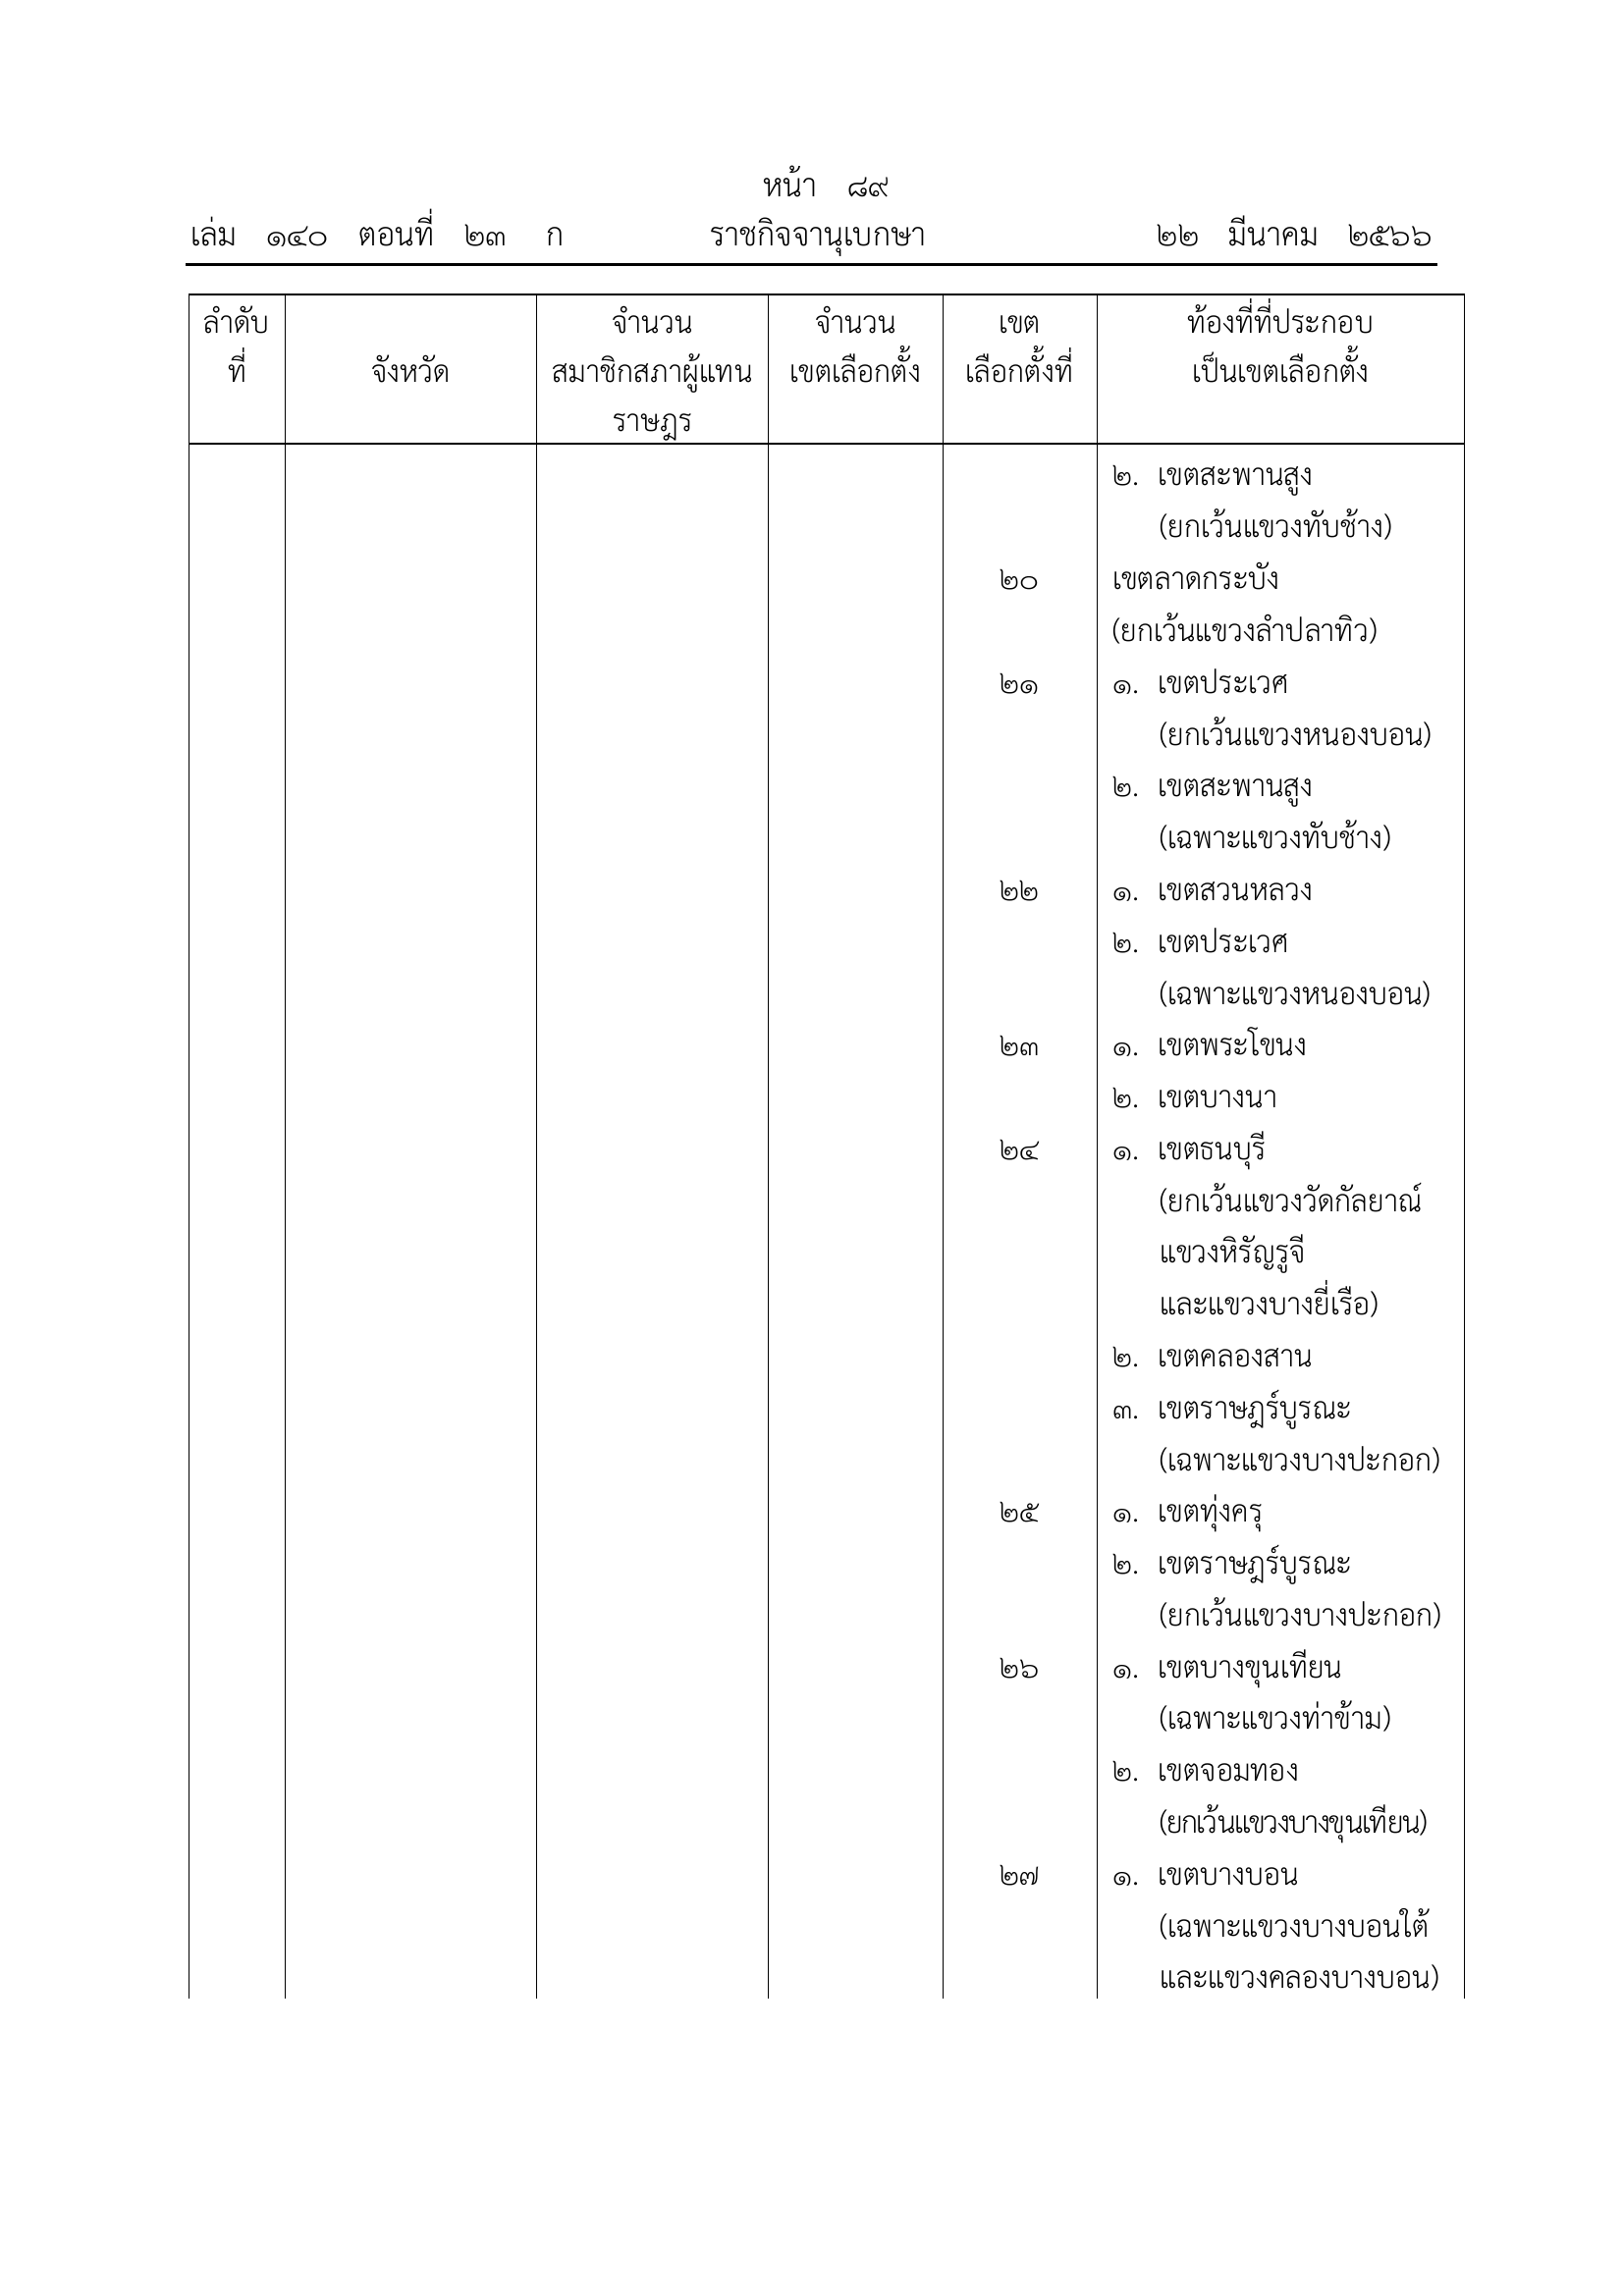 หน้า ๘๙
เล่ม ๑๔๐ ตอนที่ ๒๓ ก ราชกิจจานุเบกษา ๒๒ มีนาคม ๒๕๖๖
ลำดับ จำนวน จำนวน เขต ท้องที่ที่ประกอบ
ที่ จังหวัด สมาชิกสภาผู้แทน เขตเลือกตั้ง เลือกตั้งที่ เป็นเขตเลือกตั้ง
ราษฎร
๒. เขตสะพานสูง
(ยกเว้นแขวงทับช้าง)
๒๐ เขตลาดกระบัง
(ยกเว้นแขวงลำปลาทิว)
๒๑ ๑. เขตประเวศ
(ยกเว้นแขวงหนองบอน)
๒. เขตสะพานสูง
(เฉพาะแขวงทับช้าง)
๒๒ ๑. เขตสวนหลวง
๒. เขตประเวศ
(เฉพาะแขวงหนองบอน)
๒๓ ๑. เขตพระโขนง
๒. เขตบางนา
๒๔ ๑. เขตธนบุรี
(ยกเว้นแขวงวัดกัลยาณ์
แขวงหิรัญรูจี
และแขวงบางยี่เรือ)
๒. เขตคลองสาน
๓. เขตราษฎร์บูรณะ
(เฉพาะแขวงบางปะกอก)
๒๕ ๑. เขตทุ่งครุ
๒. เขตราษฎร์บูรณะ
(ยกเว้นแขวงบางปะกอก)
๒๖ ๑. เขตบางขุนเทียน
(เฉพาะแขวงท่าข้าม)
๒. เขตจอมทอง
(ยกเว้นแขวงบางขุนเทียน)
๒๗ ๑. เขตบางบอน
(เฉพาะแขวงบางบอนใต้
และแขวงคลองบางบอน)